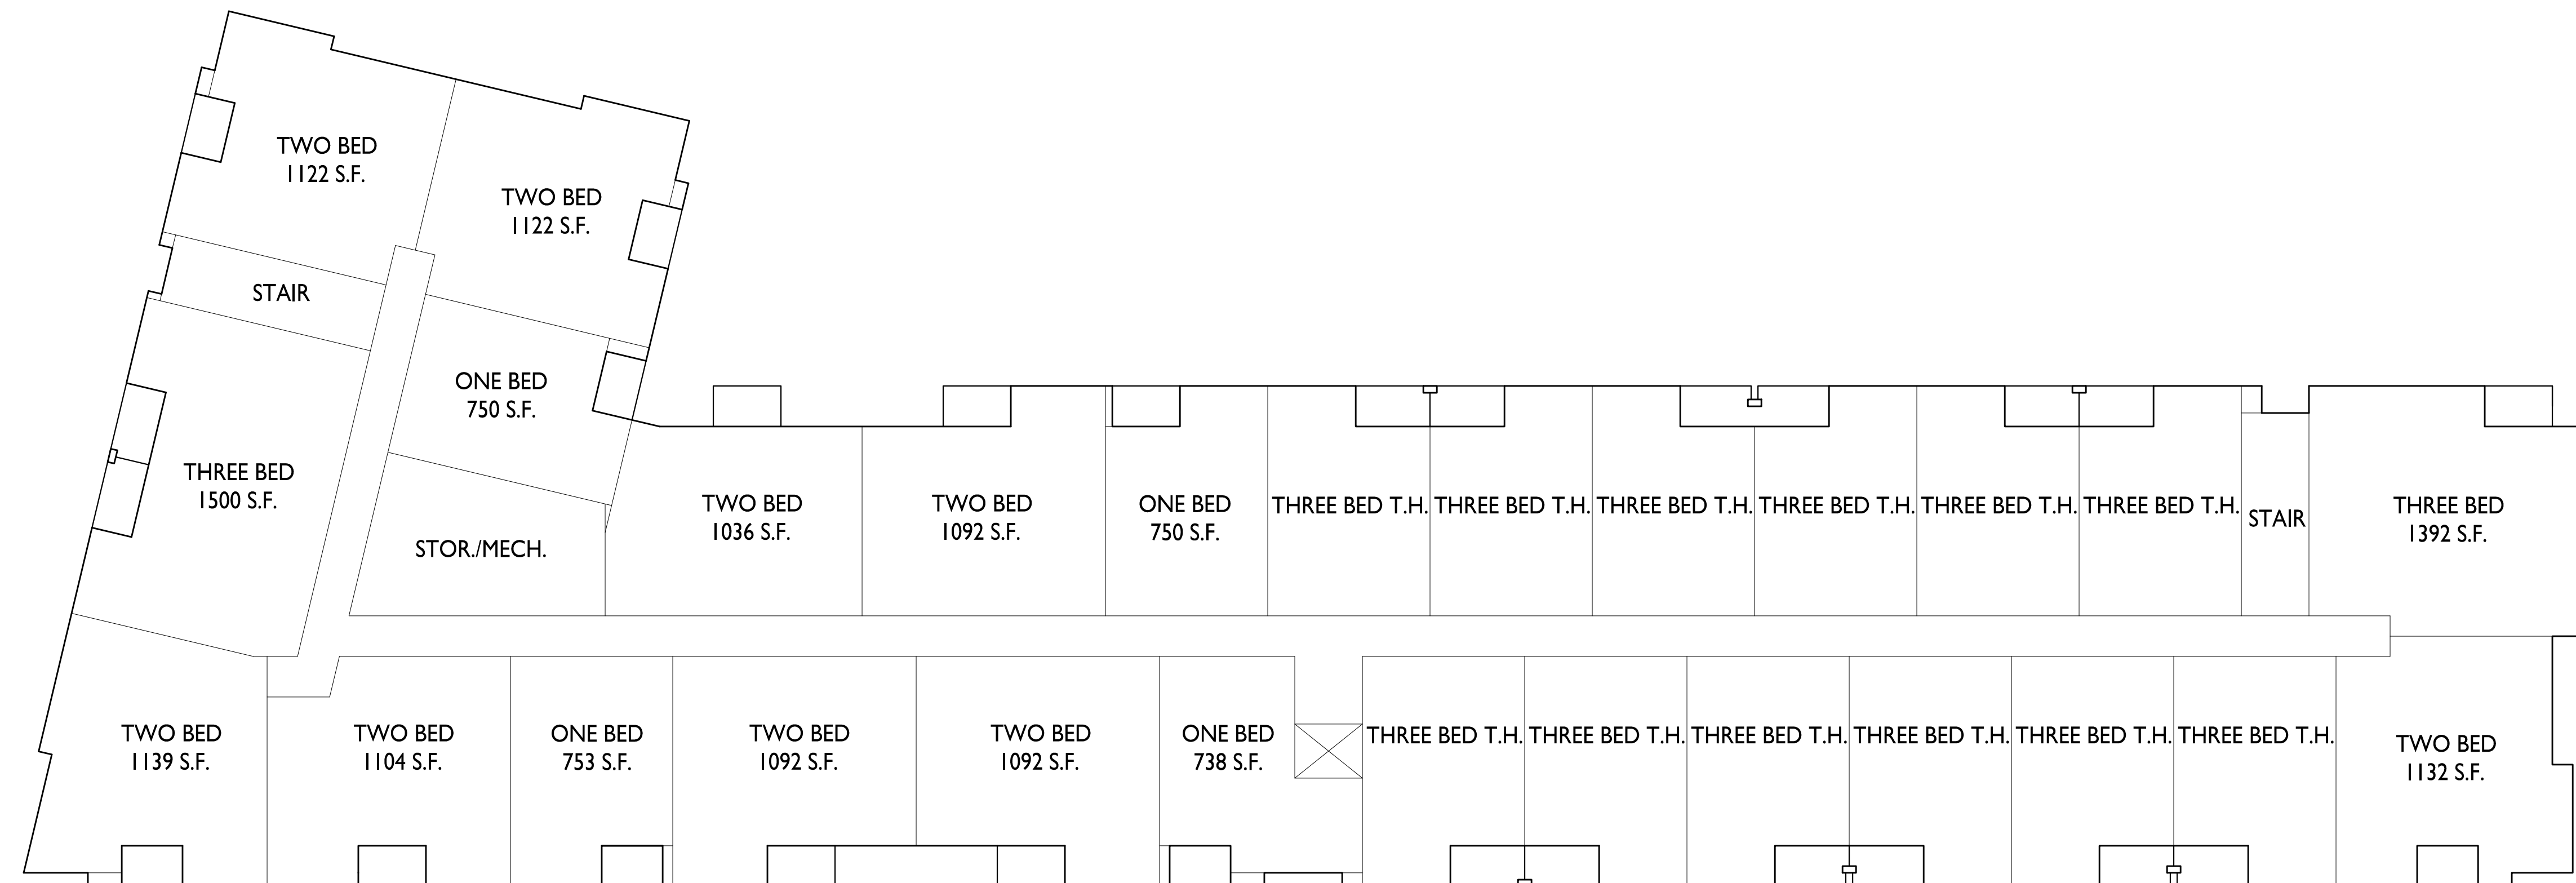 TWO BED
1122 S.F.
TWO BED
1122 S.F.
STAIR
ONE BED
750 S.F.
THREE BED
1500 S.F.
STOR./MECH.
TWO BED
1036 S.F.
TWO BED
1092 S.F.
ONE BED
750 S.F.
THREE BED T.H.
THREE BED T.H.
THREE BED T.H.
THREE BED T.H.
THREE BED T.H.
THREE BED T.H.
STAIR
THREE BED
1392 S.F.
TWO BED
1139 S.F.
TWO BED
1104 S.F.
ONE BED
753 S.F.
TWO BED
1092 S.F.
TWO BED
1092 S.F.
ONE BED
738 S.F.
THREE BED T.H.
THREE BED T.H.
THREE BED T.H.
THREE BED T.H.
THREE BED T.H.
THREE BED T.H.
TWO BED
1132 S.F.